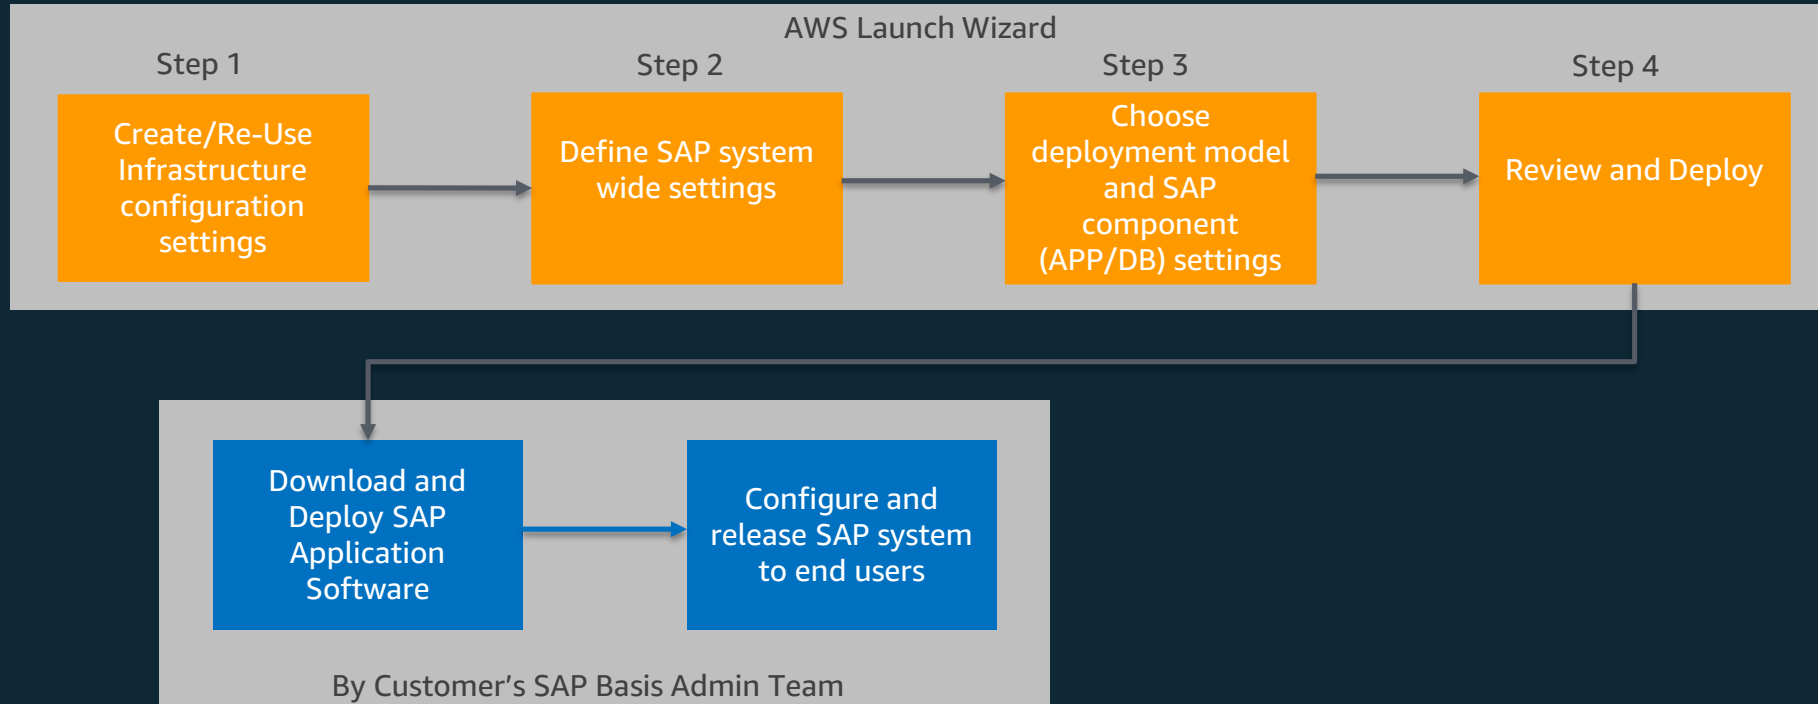 AWS Launch Wizard
Step 1
Create/Re-Use
Infrastructure
configuration
settings
Step 2
Define SAP system
wide settings
Step 3
Choose
deployment model
and SAP
component
(APP/DB) settings
Step 4
Review and Deploy
Download and
Deploy SAP
Application
Software
Configure and
release SAP system
to end users
By Customer’s SAP Basis Admin Team